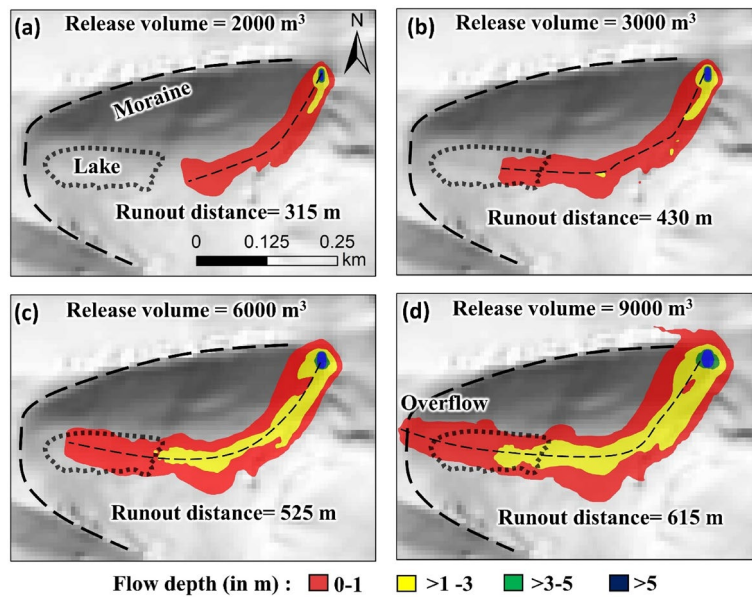 (a) Release volume = 2000 m³
N
Moraine
Lake
Runout distance= 315 m
0 0.125 0.25
km
(b) Release volume = 3000 m³
Runout distance= 430 m
(c) Release volume = 6000 m³
Runout distance= 525 m
(d) Release volume = 9000 m³
Overflow
Runout distance= 615 m
Flow depth (in m) : 0-1 >1 -3 >3-5 >5